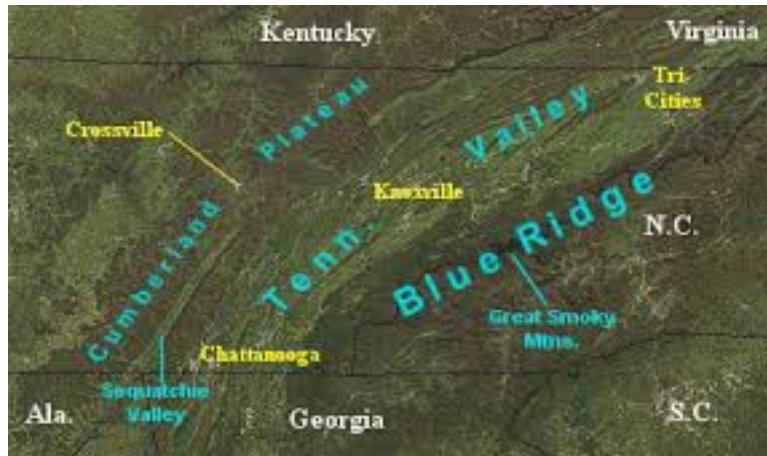 Kentucky
Virginia
Tri-
Cities
Plateau
Valley
Crossville
Knoxville
Cumberland
Tenn.
Blue Ridge
N.C.
Great Smoky
Mtns.
Chattanooga
Sequatchie
Valley
Ala.
Georgia
S.C.